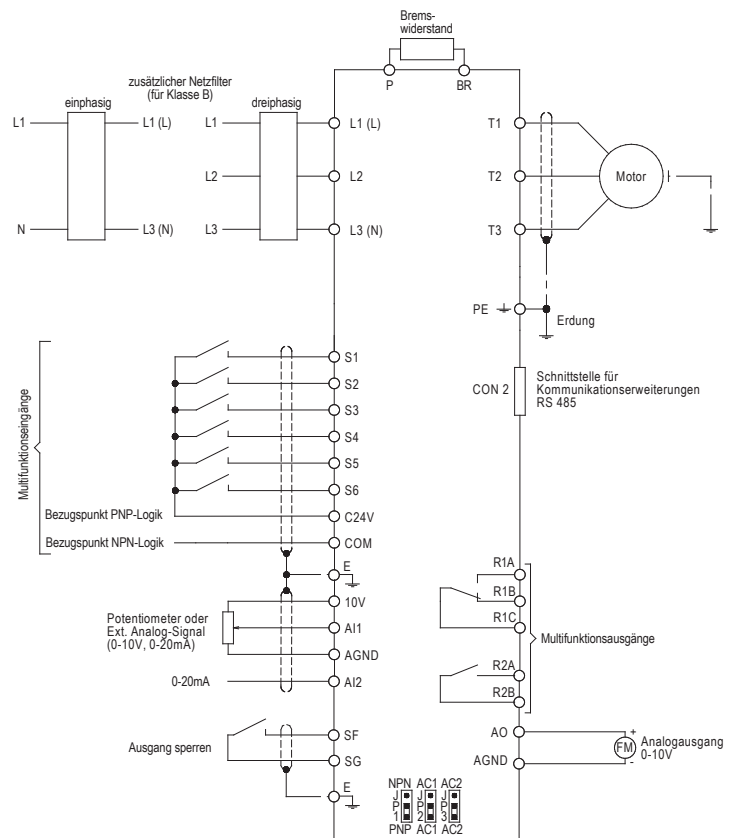 Brems-
widerstand
P
BR
zusätzlicher Netzfilter
(für Klasse B)
einphasig
dreiphasig
L1
L1 (L)
L1
L1 (L)
T1
L2
L2
T2
Motor
N
L3 (N)
L3
L3 (N)
T3
PE
Erdung
Multifunktionseingänge
S1
S2
S3
S4
S5
S6
Bezugspunkt PNP-Logik
C24V
Bezugspunkt NPN-Logik
COM
E
CON 2
Schnittstelle für
Kommunikationserweiterungen
RS 485
Potentiometer oder
Ext. Analog-Signal
(0-10V, 0-20mA)
10V
AI1
AGND
0-20mA
AI2
R1A
R1B
R1C
R2A
R2B
Multifunktionsausgänge
Ausgang sperren
SF
SG
E
AO
AGND
+
FM
-
Analogausgang
0-10V
NPN AC1 AC2
JP1 JP2 JP3
PNP AC1 AC2